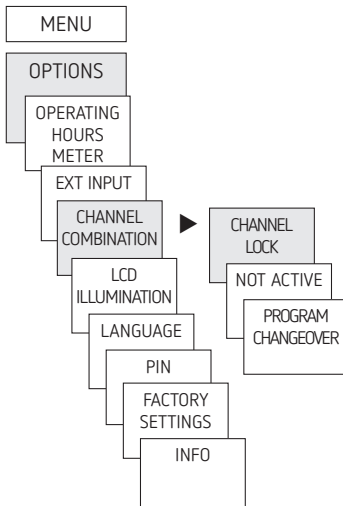 MENU
OPTIONS
OPERATING
HOURS
METER
EXT INPUT
CHANNEL
COMBINATION
CHANNEL
LOCK
NOT ACTIVE
PROGRAM
CHANGEOVER
LCD
ILLUMINATION
LANGUAGE
PIN
FACTORY
SETTINGS
INFO